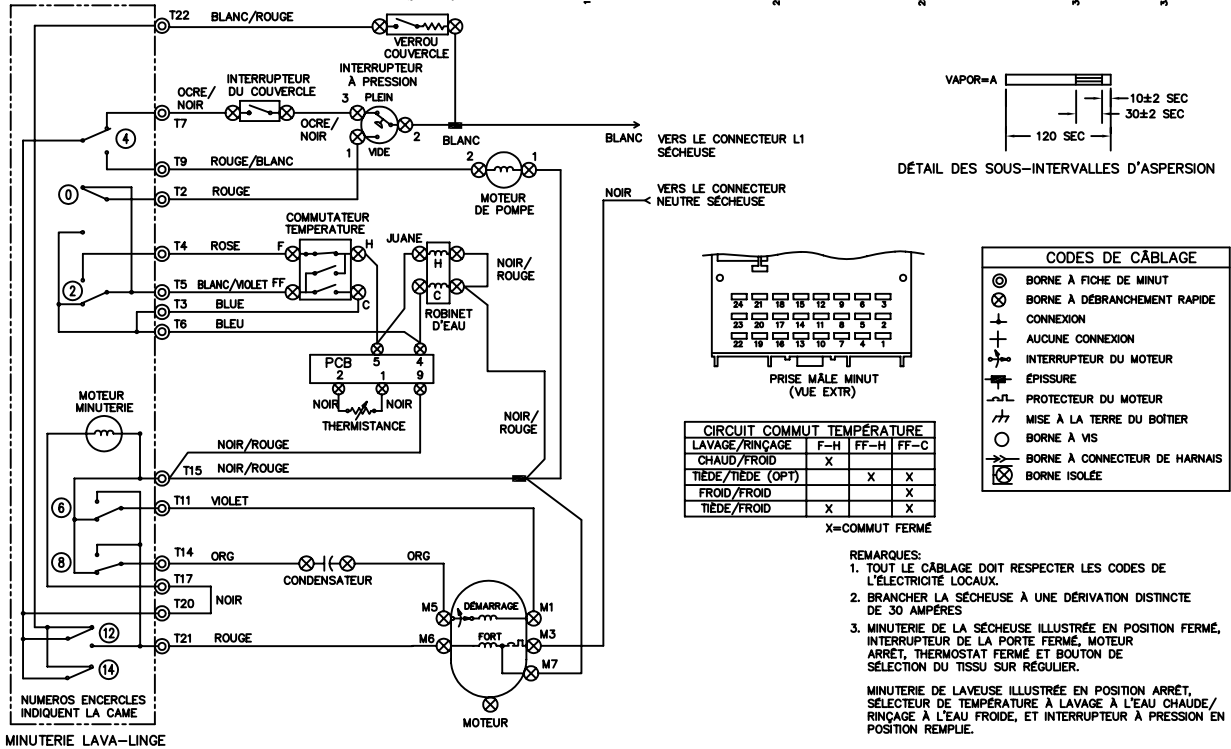 T22 BLANC/ROUGE
VERROU
COUVERCLE
INTERRUPTEUR
DU COUVERCLE
INTERRUPTEUR
À PRESSION
OCRE/
NOIR
T7
4
OCRE/
NOIR
3
PLEIN
2
1
VIDE
BLANC
BLANC
VERS LE CONNECTEUR L1
SÉCHEUSE
T9 ROUGE/BLANC
2
1
MOTEUR
DE POMPE
0
T2 ROUGE
NOIR
VERS LE CONNECTEUR
NEUTRE SÉCHEUSE
COMMUTATEUR
TEMPERATURE
T4 ROSE
F
H
JUANE
H
NOIR/
ROUGE
2
T5 BLANC/VIOLET FF
C
C
T3 BLUE
T6 BLEU
ROBINET
D'EAU
PCB
5
4
2
1
9
NOIR
NOIR
THERMISTANCE
MOTEUR
MINUTERIE
NOIR/
ROUGE
NOIR/ROUGE
T15 NOIR/ROUGE
6
T11 VIOLET
8
T14 ORG
ORG
CONDENSATEUR
T17
NOIR
T20
12
T21 ROUGE
14
M5
DÉMARRAGE
M1
M6
FORT
M3
M7
MOTEUR
NUMEROS ENCERCLES
INDIQUENT LA CAME
MINUTERIE LAVA-LINGE
VAPOR=A
10±2 SEC
30±2 SEC
120 SEC
DÉTAIL DES SOUS-INTERVALLES D'ASPERSION
24 21 18 15 12 9 6 3
23 20 17 14 11 8 5 2
22 19 16 13 10 7 4 1
PRISE MÂLE MINUT
(VUE EXTR)
CODES DE CÂBLAGE
BORNE À FICHE DE MINUT
BORNE À DÉBRANCHEMENT RAPIDE
CONNEXION
AUCUNE CONNEXION
INTERRUPTEUR DU MOTEUR
ÉPISSURE
PROTECTEUR DU MOTEUR
MISE À LA TERRE DU BOÎTIER
BORNE À VIS
BORNE À CONNECTEUR DE HARNAIS
BORNE ISOLÉE
CIRCUIT COMMUT TEMPÉRATURE
LAVAGE/RINÇAGE F-H FF-H FF-C
CHAUD/FROID X
TIÈDE/TIÈDE (OPT) X X
FROID/FROID X
TIÈDE/FROID X X
X=COMMUT FERMÉ
REMARQUES:
1. TOUT LE CÂBLAGE DOIT RESPECTER LES CODES DE
L'ÉLECTRICITÉ LOCAUX.
2. BRANCHER LA SÉCHEUSE À UNE DÉRIVATION DISTINCTE
DE 30 AMPÉRES
3. MINUTERIE DE LA SÉCHEUSE ILLUSTRÉE EN POSITION FERMÉ,
INTERRUPTEUR DE LA PORTE FERMÉ, MOTEUR
ARRÊT, THERMOSTAT FERMÉ ET BOUTON DE
SÉLECTION DU TISSU SUR RÉGULIER.
MINUTERIE DE LAVEUSE ILLUSTRÉE EN POSITION ARRÊT,
SÉLECTEUR DE TEMPÉRATURE À LAVAGE À L'EAU CHAUDE/
RINÇAGE À L'EAU FROIDE, ET INTERRUPTEUR À PRESSION EN
POSITION REMPLIE.